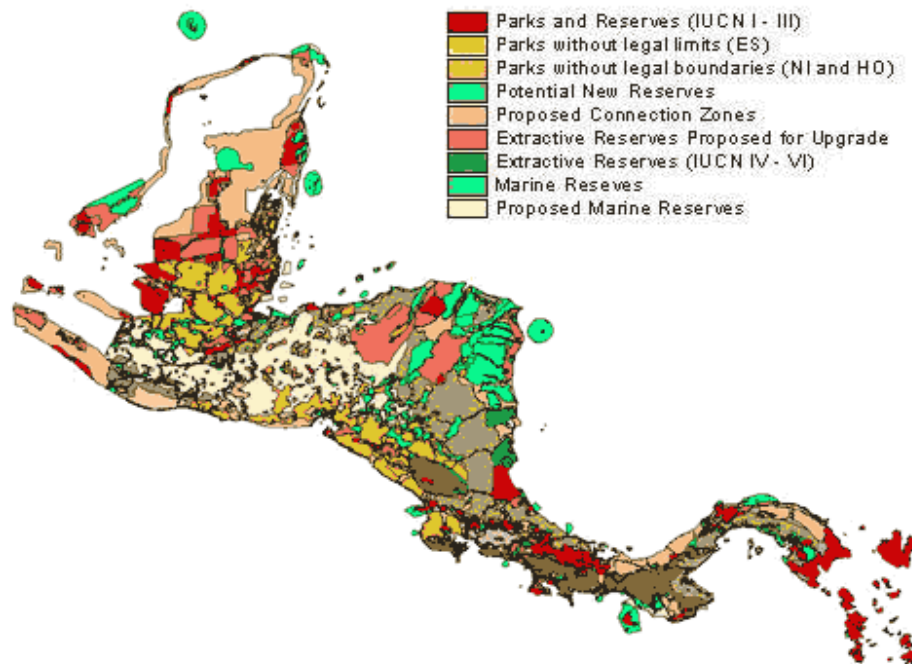 Parks and Reserves (IUCN I - III)
Parks without legal limits (ES)
Parks without legal boundaries (NI and HO)
Potential New Reserves
Proposed Connection Zones
Extractive Reserves Proposed for Upgrade
Extractive Reserves (IUCN IV - VI)
Marine Reseves
Proposed Marine Reserves